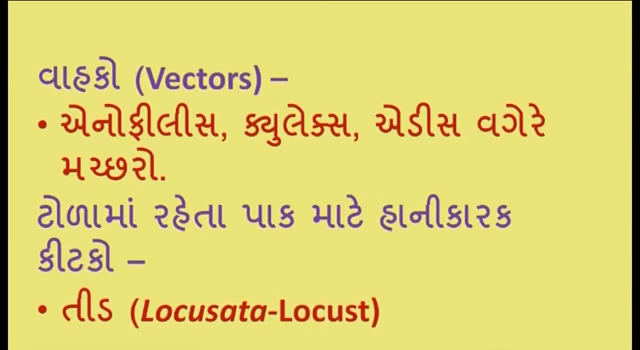 વાહકો (Vectors) –
• એનોફીલીસ, ક્યુલેક્સ, એડીસ વગેરે
મચ્છરો.
ટોળામાં રહેતા પાક માટે હાનીકારક
કીટકો –
• તીડ (Locusata-Locust)